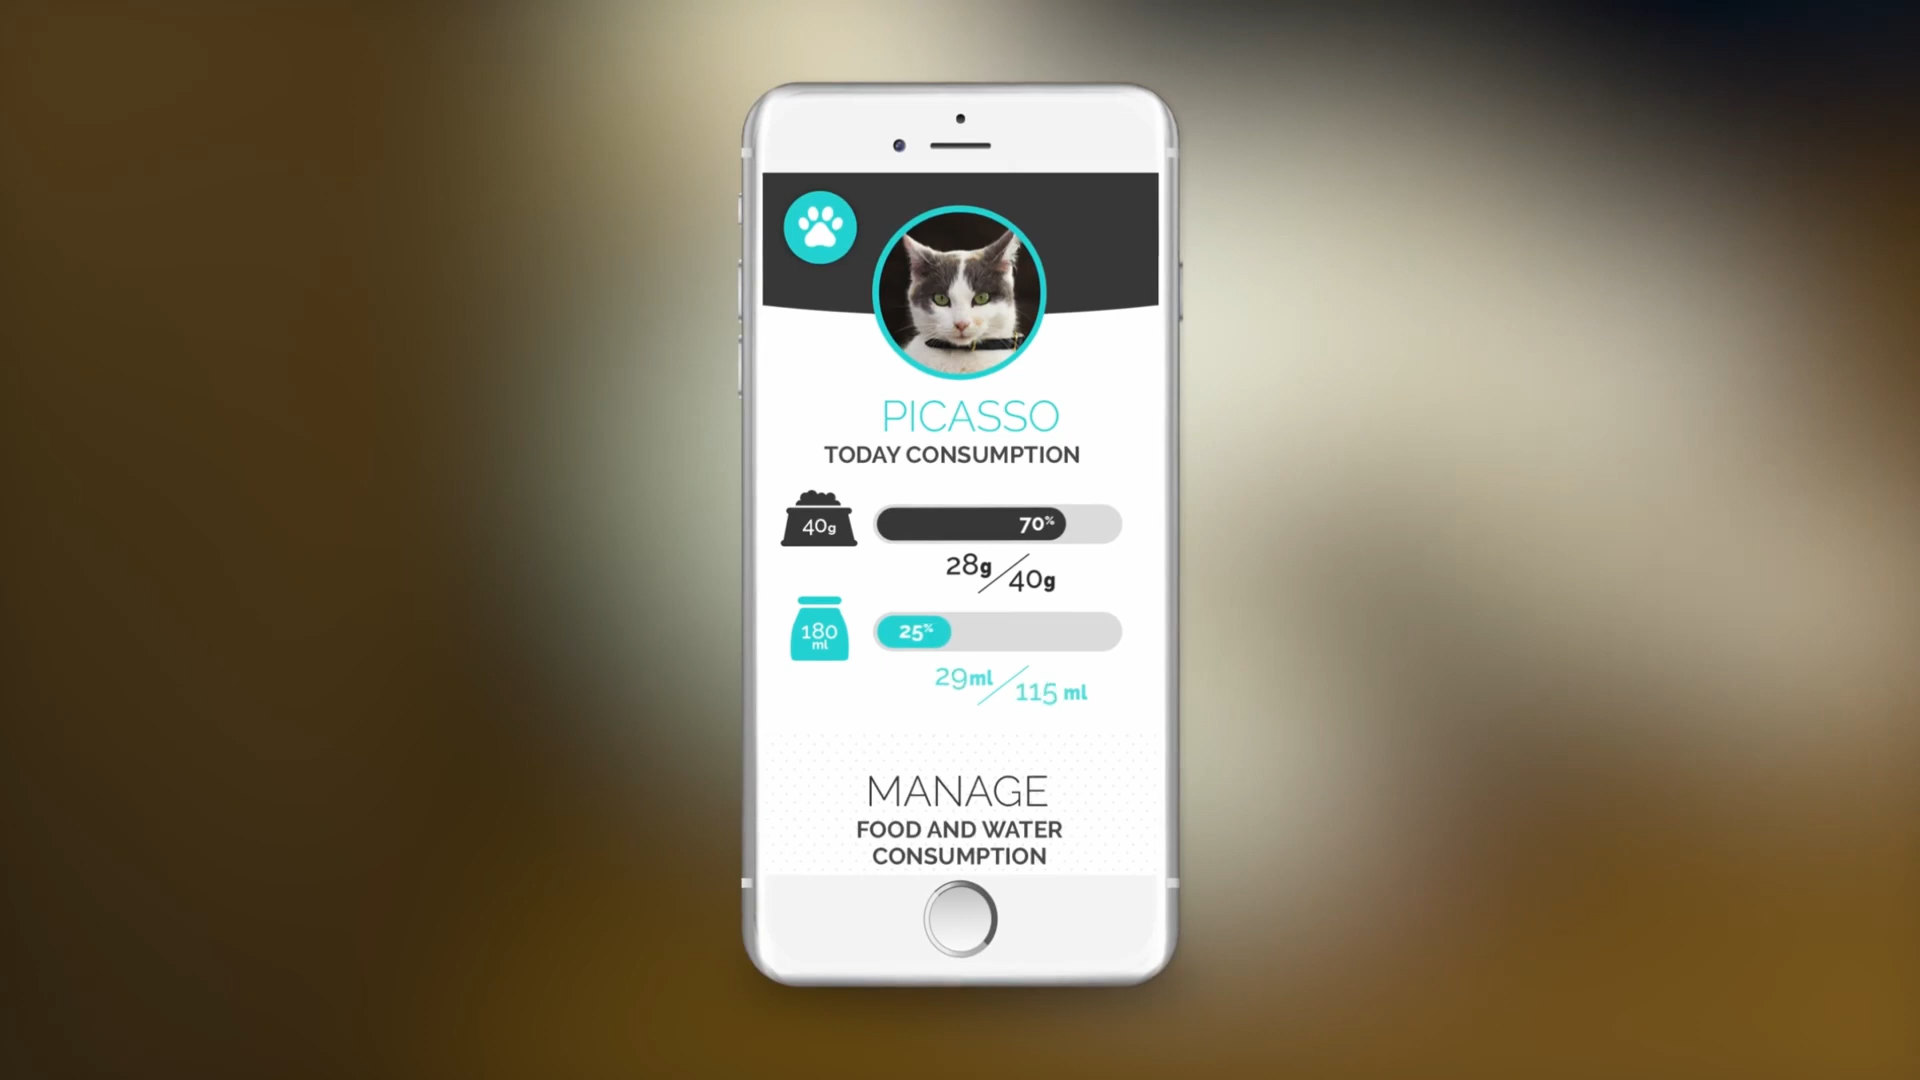 PICASSO
TODAY CONSUMPTION
40g
70%
28g/40g
180
ml
25%
29ml/115 ml
MANAGE
FOOD AND WATER
CONSUMPTION